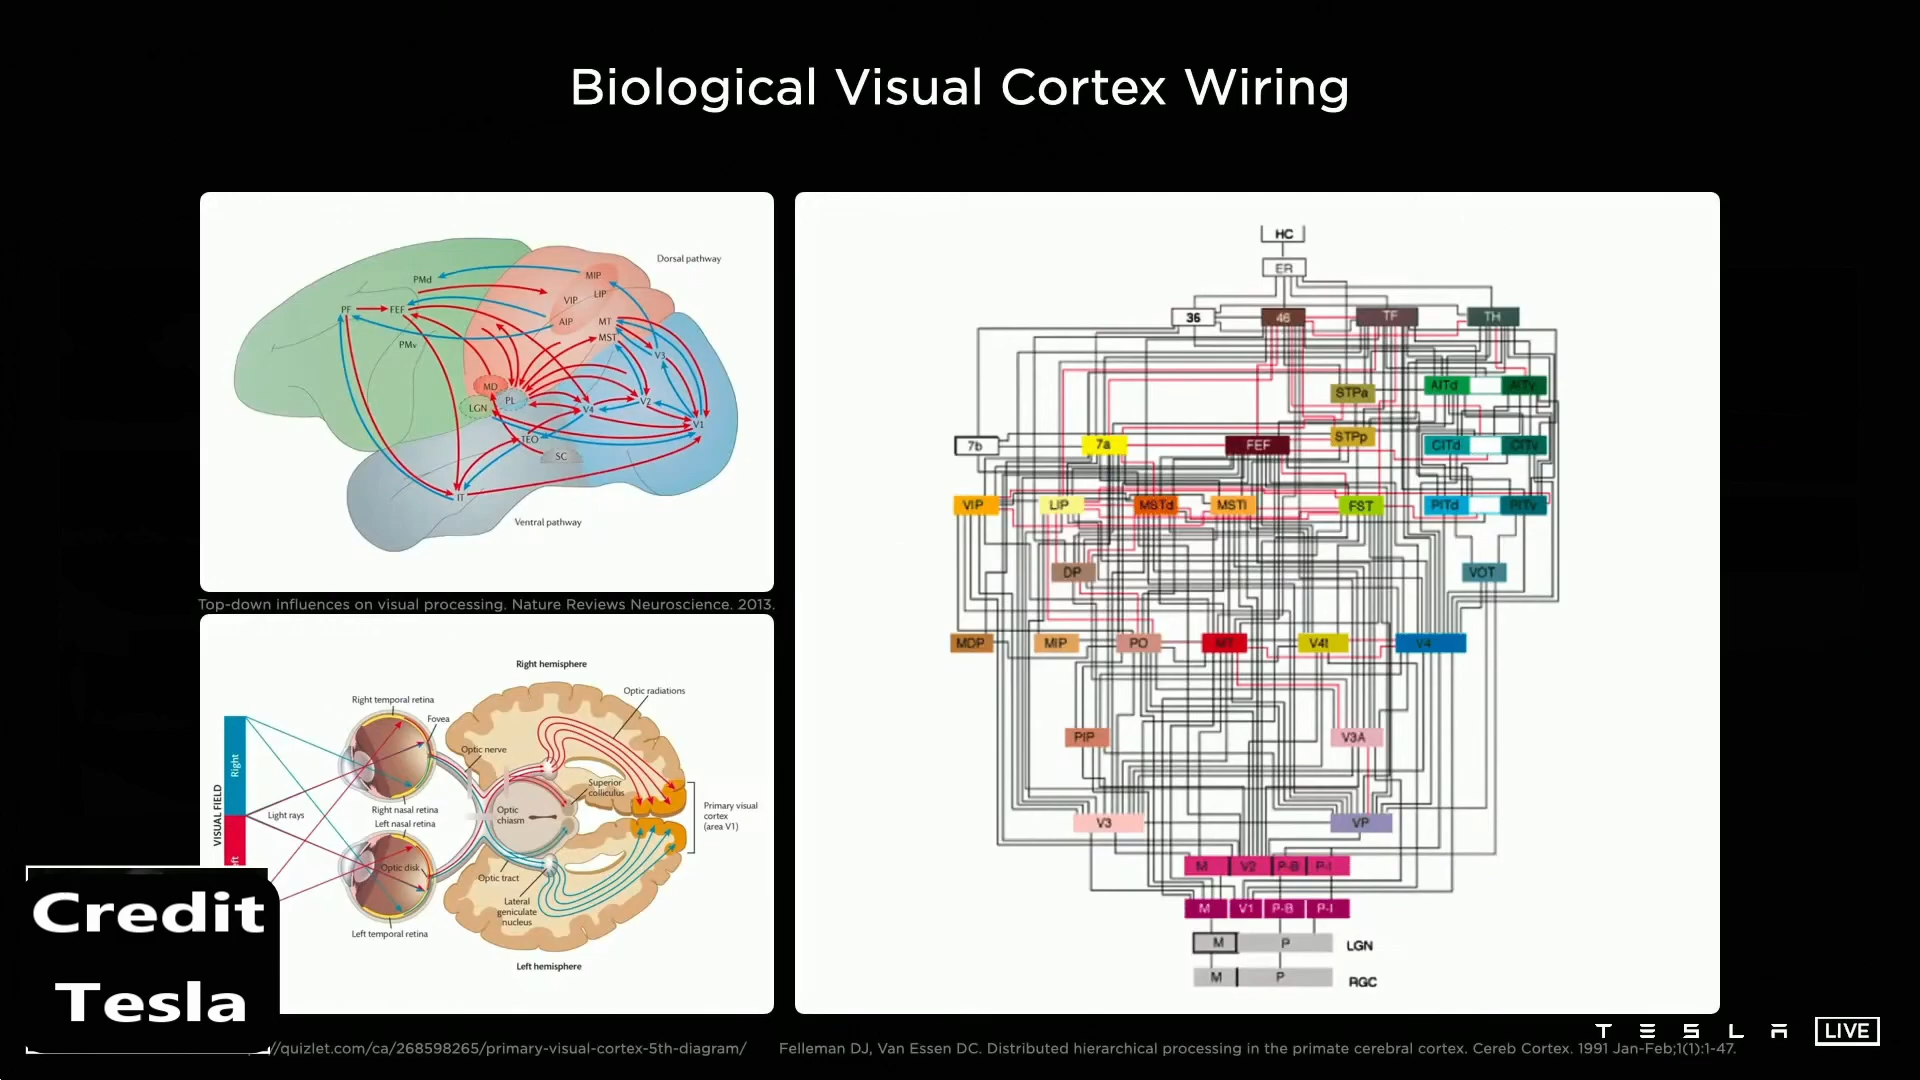 Biological Visual Cortex Wiring
Dorsal pathway
PMd
MIP
VIP
LIP
PF
FEF
AIP
MT
PMv
MST
V3
MD
PL
LGN
V4
V2
V1
TEO
SC
IT
Ventral pathway
Top-down influences on visual processing. Nature Reviews Neuroscience. 2013.
Right hemisphere
Optic radiations
Right temporal retina
Fovea
Optic nerve
Superior
colliculus
Right
VISUAL FIELD
Light rays
Right nasal retina
Left nasal retina
Optic
chiasm
Primary visual
cortex
(area V1)
Optic disk
Optic tract
Lateral
geniculate
nucleus
Left temporal retina
Left hemisphere
Credit
Tesla
//quizlet.com/ca/268598265/primary-visual-cortex-5th-diagram/
HC
ER
36 46 TF TH
STPa AITd AITv
7b 7a FEF STPp CITd CITv
VIP LIP MSTd MSTl FST PITd PITv
DP VOT
MDP MIP PO MT V4t V4
PIP V3A
V3 VP
M V2 P-B P-I
M V1 P-B P-I
M P LGN
M P RGC
Felleman DJ, Van Essen DC. Distributed hierarchical processing in the primate cerebral cortex. Cereb Cortex. 1991 Jan-Feb;1(1):1-47.
TESLA LIVE